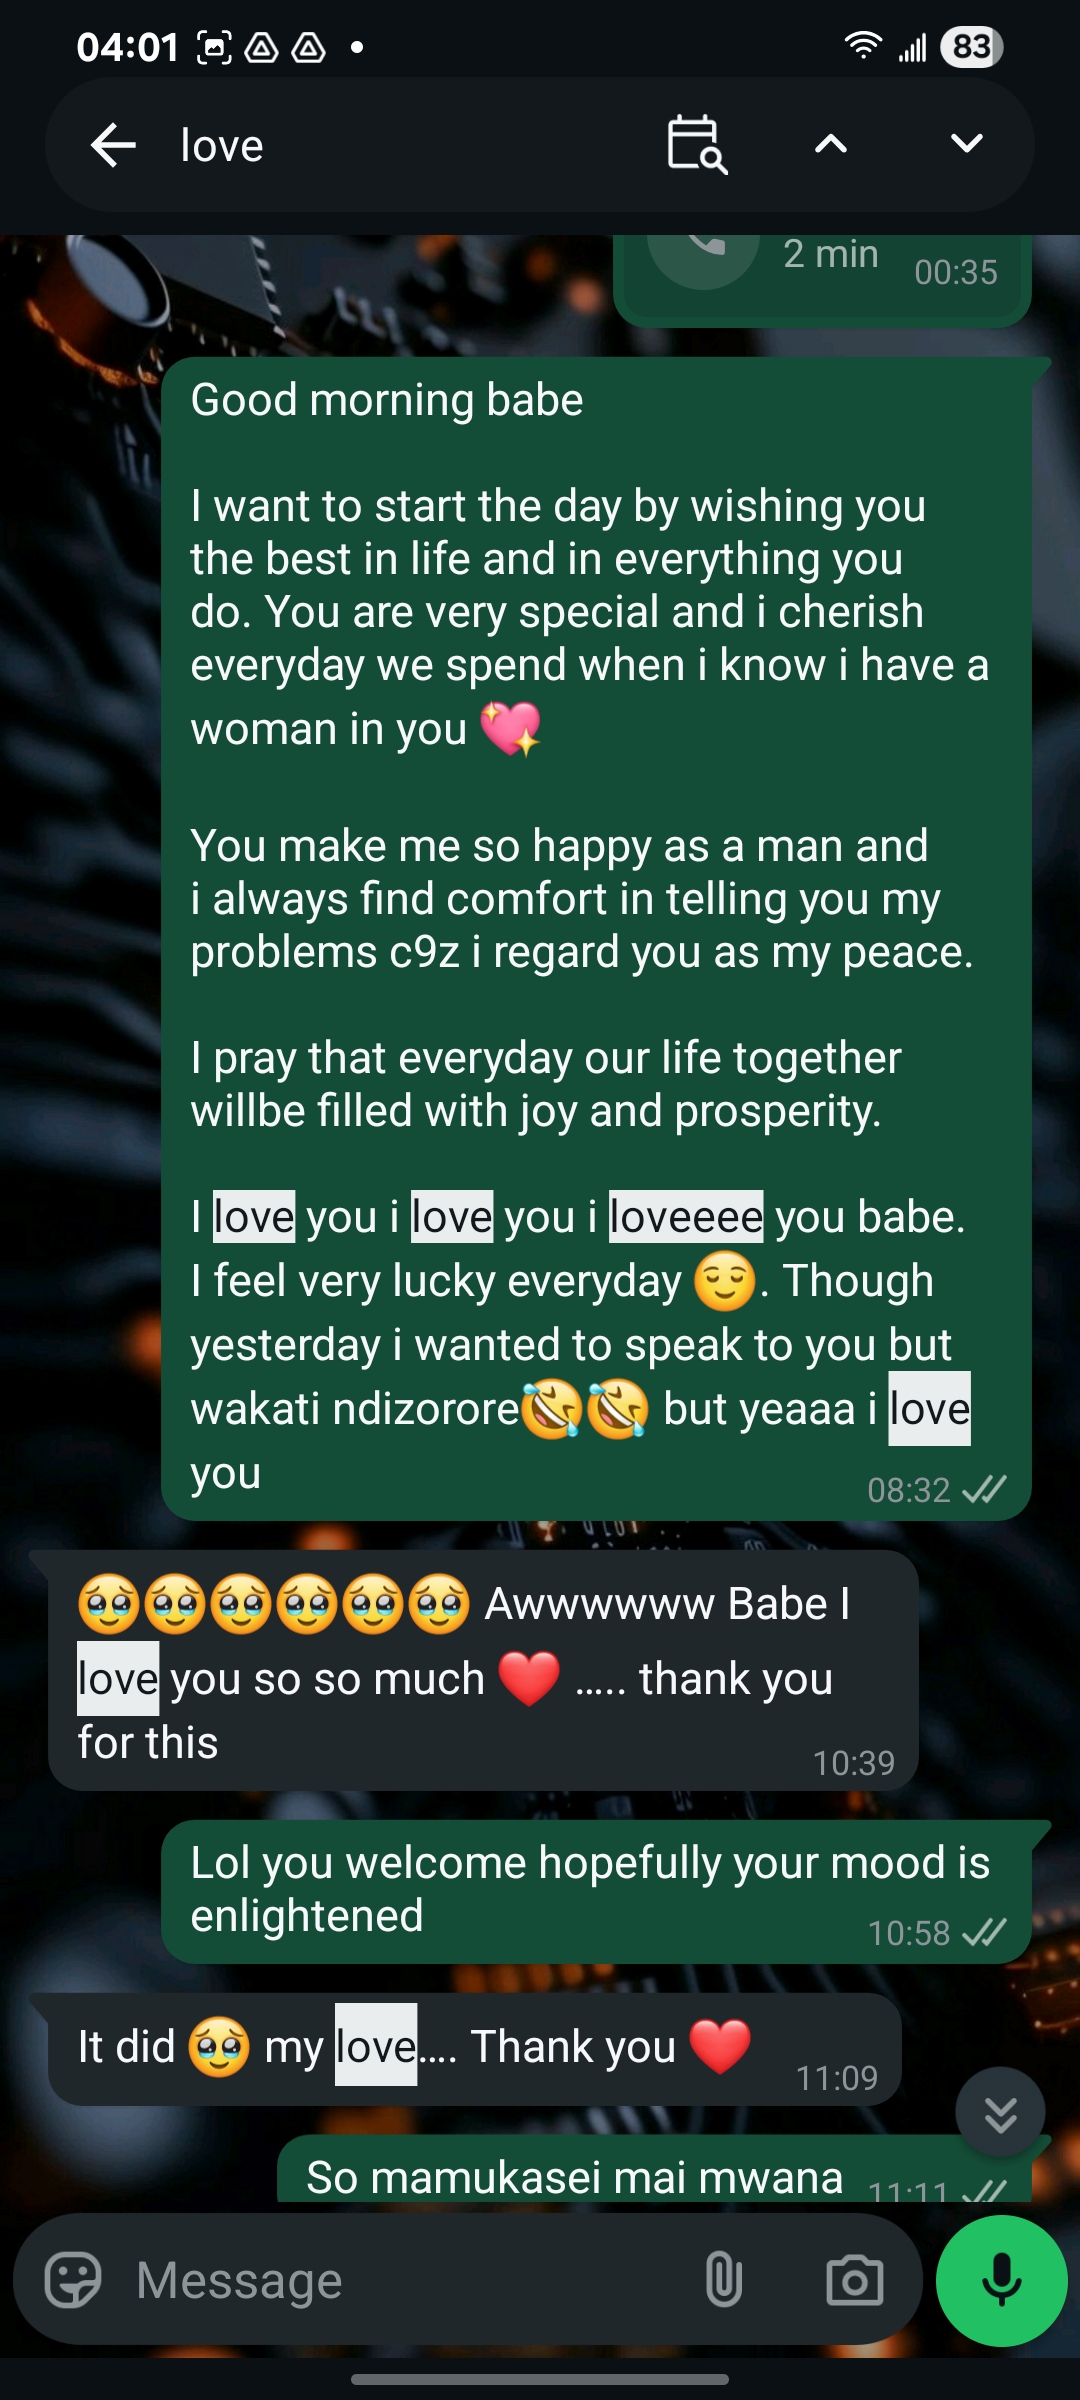 04:01
83
love
2 min
00:35
Good morning babe
I want to start the day by wishing you
the best in life and in everything you
do. You are very special and i cherish
everyday we spend when i know i have a
woman in you 💖
You make me so happy as a man and
i always find comfort in telling you my
problems c9z i regard you as my peace.
I pray that everyday our life together
willbe filled with joy and prosperity.
I love you i love you i loveeee you babe.
I feel very lucky everyday 😌. Though
yesterday i wanted to speak to you but
wakati ndizorore🤣🤣 but yeaaa i love
you
08:32
🥹🥹🥹🥹🥹🥹 Awwwwww Babe I
love you so so much ❤️ ..... thank you
for this
10:39
Lol you welcome hopefully your mood is
enlightened
10:58
It did 🥹 my love.... Thank you ❤️
11:09
So mamukasei mai mwana
11:11
Message